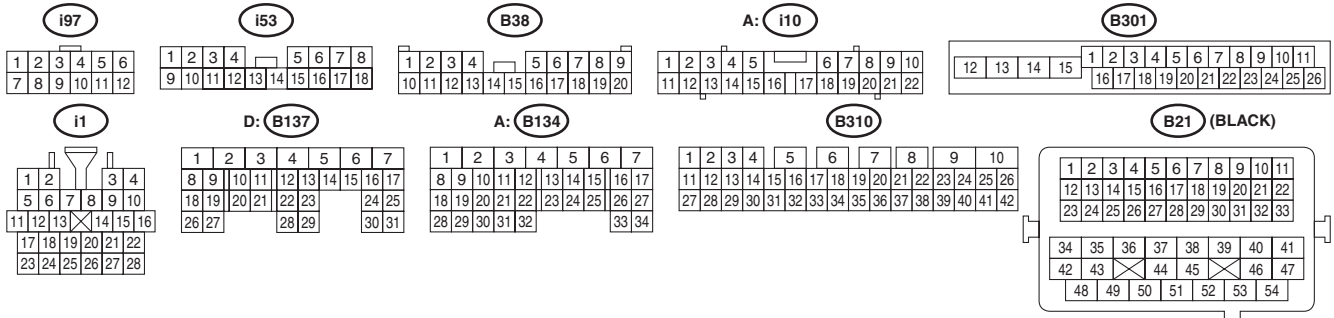 i97 i53 B38 A: i10 B301
1 2 3 4 5 6
7 8 9 10 11 12
1 2 3 4 5 6 7 8
9 10 11 12 13 14 15 16 17 18
1 2 3 4 5 6 7 8 9
10 11 12 13 14 15 16 17 18 19 20
1 2 3 4 5 6 7 8 9 10
11 12 13 14 15 16 17 18 19 20 21 22
1 2 3 4 5 6 7 8 9 10 11
12 13 14 15
16 17 18 19 20 21 22 23 24 25 26
i1 D: B137 A: B134 B310 B21 (BLACK)
1 2 3 4
5 6 7 8 9 10
11 12 13 14 15 16
17 18 19 20 21 22
23 24 25 26 27 28
1 2 3 4 5 6 7
8 9 10 11 12 13 14 15 16 17
18 19 20 21 22 23 24 25
26 27 28 29 30 31
1 2 3 4 5 6 7
8 9 10 11 12 13 14 15 16 17
18 19 20 21 22 23 24 25 26 27
28 29 30 31 32 33 34
1 2 3 4 5 6 7 8 9 10
11 12 13 14 15 16 17 18 19 20 21 22 23 24 25 26
27 28 29 30 31 32 33 34 35 36 37 38 39 40 41 42
1 2 3 4 5 6 7 8 9 10 11
12 13 14 15 16 17 18 19 20 21 22
23 24 25 26 27 28 29 30 31 32 33
34 35 36 37 38 39 40 41
42 43 44 45 46 47
48 49 50 51 52 53 54